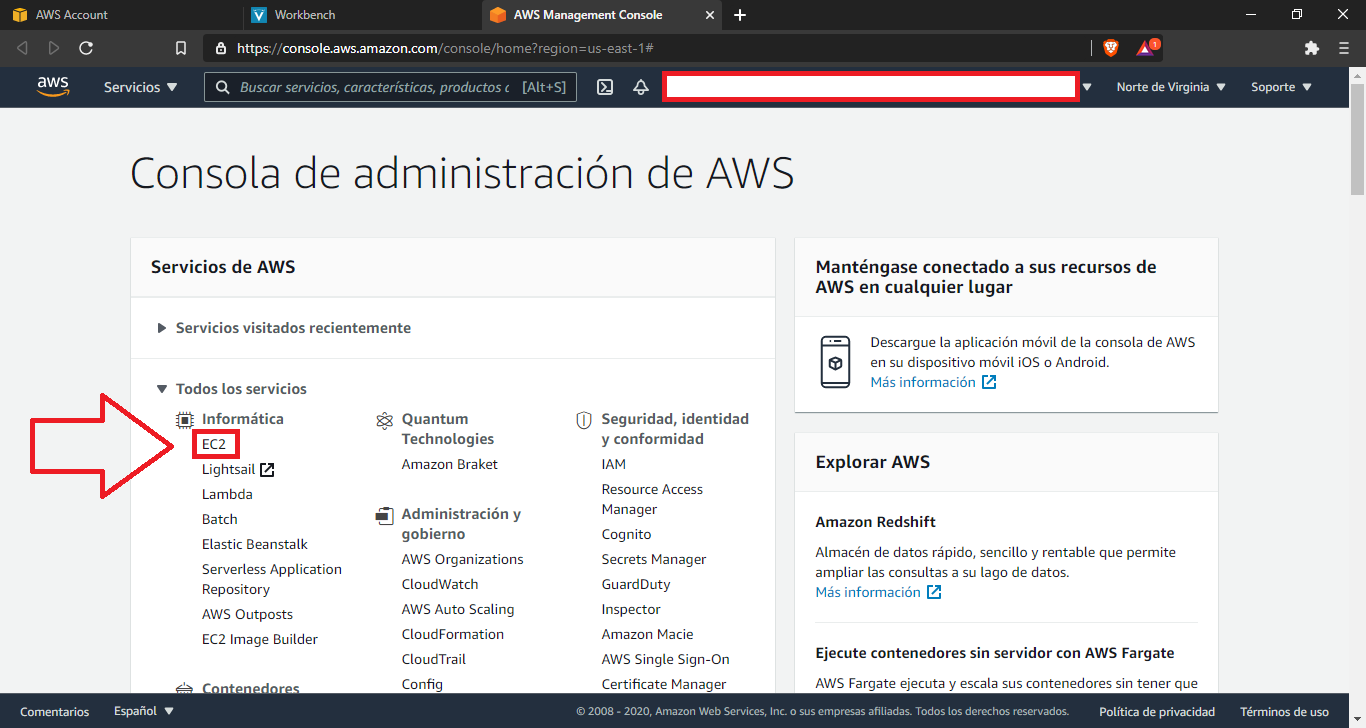 AWS Account
Workbench
AWS Management Console
https://console.aws.amazon.com/console/home?region=us-east-1#
1
aws
Servicios
Buscar servicios, características, productos c [Alt+S]
Norte de Virginia
Soporte
Consola de administración de AWS
Servicios de AWS
Servicios visitados recientemente
Todos los servicios
Informática
EC2
Lightsail
Lambda
Batch
Elastic Beanstalk
Serverless Application
Repository
AWS Outposts
EC2 Image Builder
Contenedores
Quantum
Technologies
Amazon Braket
Administración y
gobierno
AWS Organizations
CloudWatch
AWS Auto Scaling
CloudFormation
CloudTrail
Config
Seguridad, identidad
y conformidad
IAM
Resource Access
Manager
Cognito
Secrets Manager
GuardDuty
Inspector
Amazon Macie
AWS Single Sign-On
Certificate Manager
Manténgase conectado a sus recursos de
AWS en cualquier lugar
Descargue la aplicación móvil de la consola de AWS
en su dispositivo móvil iOS o Android.
Más información
Explorar AWS
Amazon Redshift
Almacén de datos rápido, sencillo y rentable que permite
ampliar las consultas a su lago de datos.
Más información
Ejecute contenedores sin servidor con AWS Fargate
AWS Fargate ejecuta y escala sus contenedores sin tener que
Comentarios
Español
© 2008 - 2020, Amazon Web Services, Inc. o sus empresas afiliadas. Todos los derechos reservados.
Política de privacidad
Términos de uso